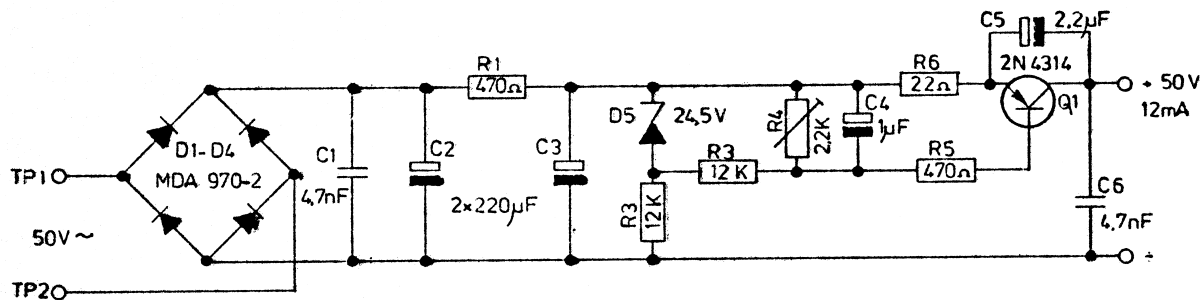 C5
2,2µF
R1
470Ω
R6
22Ω
2N 4314
Q1
+ 50V
12mA
D5
24,5V
R4
2,2K
C4
1µF
D1-D4
MDA 970-2
C1
4,7nF
C2
C3
2×220µF
R3
12K
R3
12K
R5
470Ω
C6
4,7nF
TP1
50V~
TP2
÷